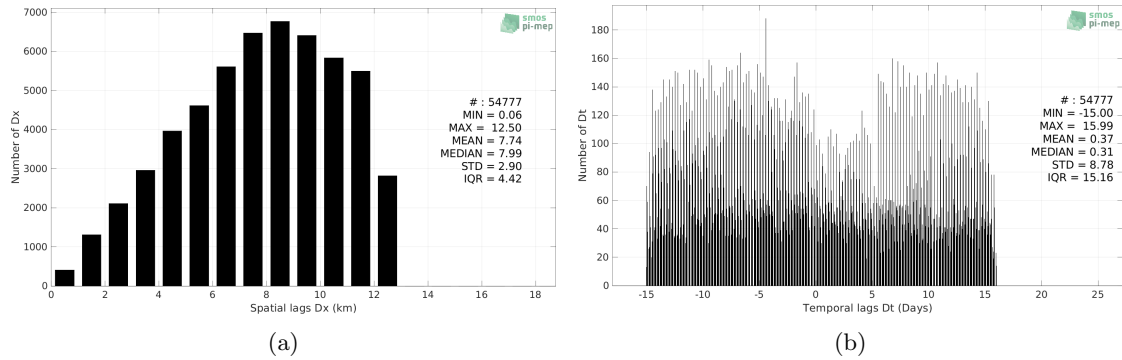 7000
6000
5000
4000
3000
2000
1000
0
Number of Dx
0 2 4 6 8 10 12 14 16 18
Spatial lags Dx (km)
smos
pi-mep
# : 54777
MIN = 0.06
MAX = 12.50
MEAN = 7.74
MEDIAN = 7.99
STD = 2.90
IQR = 4.42
(a)
180
160
140
120
100
80
60
40
20
0
Number of Dt
-15 -10 -5 0 5 10 15 20 25
Temporal lags Dt (Days)
smos
pi-mep
# : 54777
MIN = -15.00
MAX = 15.99
MEAN = 0.37
MEDIAN = 0.31
STD = 8.78
IQR = 15.16
(b)